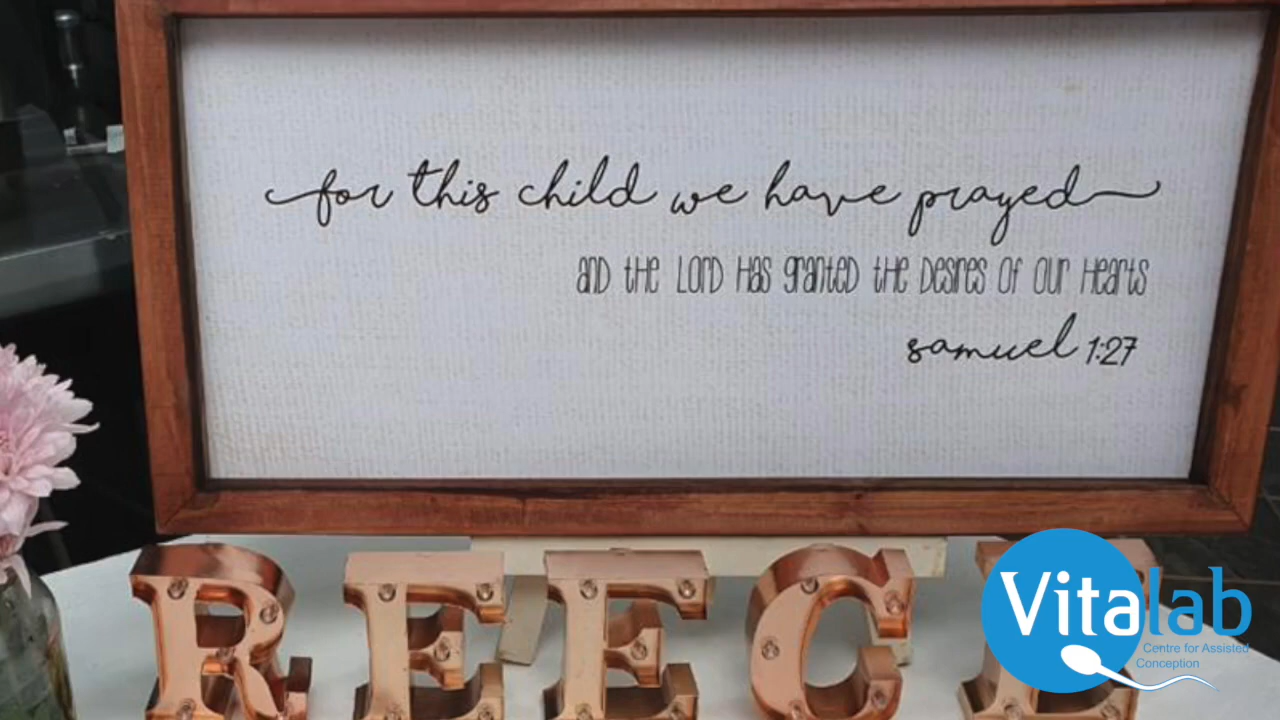 for this child we have prayed
and the Lord has granted the desires of our hearts
samuel 1:27
REECE
Vitalab
Centre for Assisted
Conception